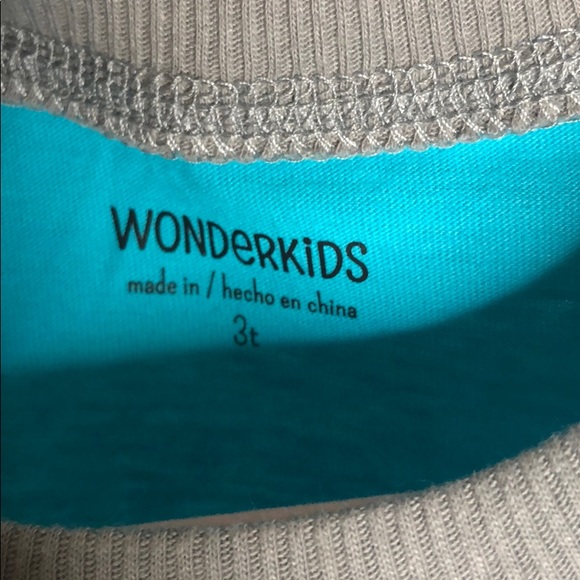 WONDERKiDS
made in / hecho en china
3t